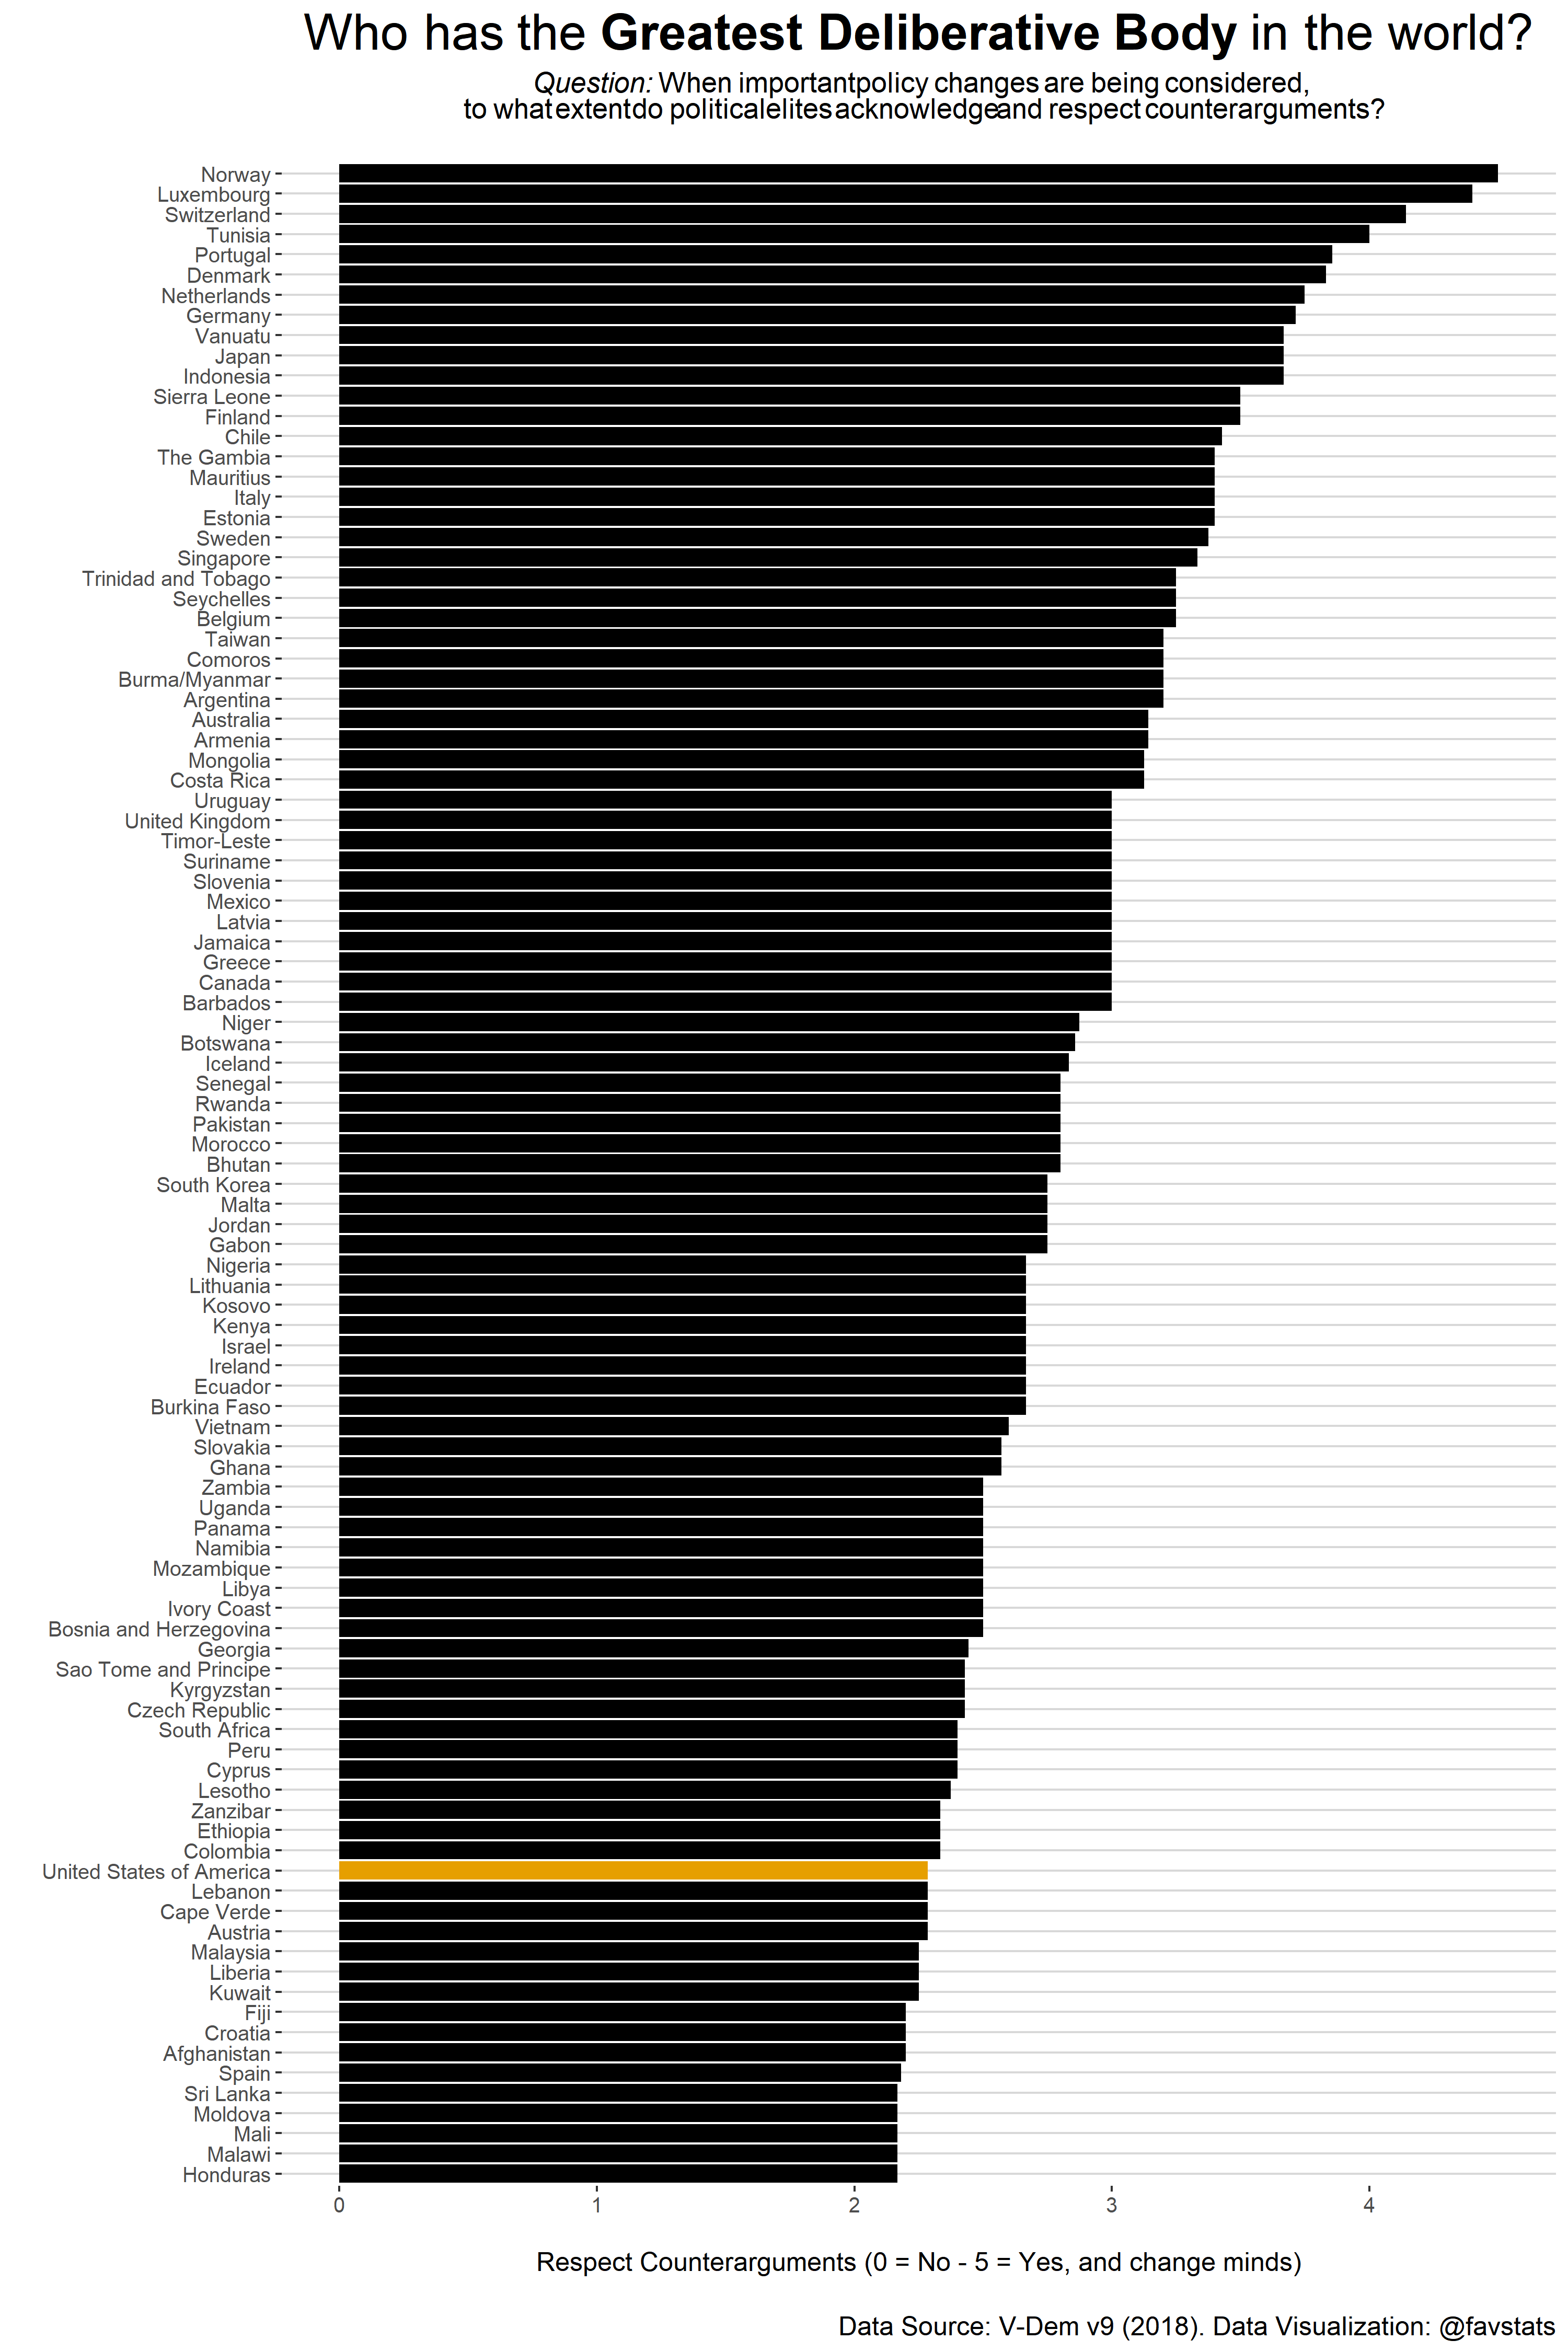 Who has the Greatest Deliberative Body in the world?
Question: When important policy changes are being considered,
to what extent do political elites acknowledge and respect counterarguments?
Norway
Luxembourg
Switzerland
Tunisia
Portugal
Denmark
Netherlands
Germany
Vanuatu
Japan
Indonesia
Sierra Leone
Finland
Chile
The Gambia
Mauritius
Italy
Estonia
Sweden
Singapore
Trinidad and Tobago
Seychelles
Belgium
Taiwan
Comoros
Burma/Myanmar
Argentina
Australia
Armenia
Mongolia
Costa Rica
Uruguay
United Kingdom
Timor-Leste
Suriname
Slovenia
Mexico
Latvia
Jamaica
Greece
Canada
Barbados
Niger
Botswana
Iceland
Senegal
Rwanda
Pakistan
Morocco
Bhutan
South Korea
Malta
Jordan
Gabon
Nigeria
Lithuania
Kosovo
Kenya
Israel
Ireland
Ecuador
Burkina Faso
Vietnam
Slovakia
Ghana
Zambia
Uganda
Panama
Namibia
Mozambique
Libya
Ivory Coast
Bosnia and Herzegovina
Georgia
Sao Tome and Principe
Kyrgyzstan
Czech Republic
South Africa
Peru
Cyprus
Lesotho
Zanzibar
Ethiopia
Colombia
United States of America
Lebanon
Cape Verde
Austria
Malaysia
Liberia
Kuwait
Fiji
Croatia
Afghanistan
Spain
Sri Lanka
Moldova
Mali
Malawi
Honduras
0 1 2 3 4
Respect Counterarguments (0 = No - 5 = Yes, and change minds)
Data Source: V-Dem v9 (2018). Data Visualization: @favstats